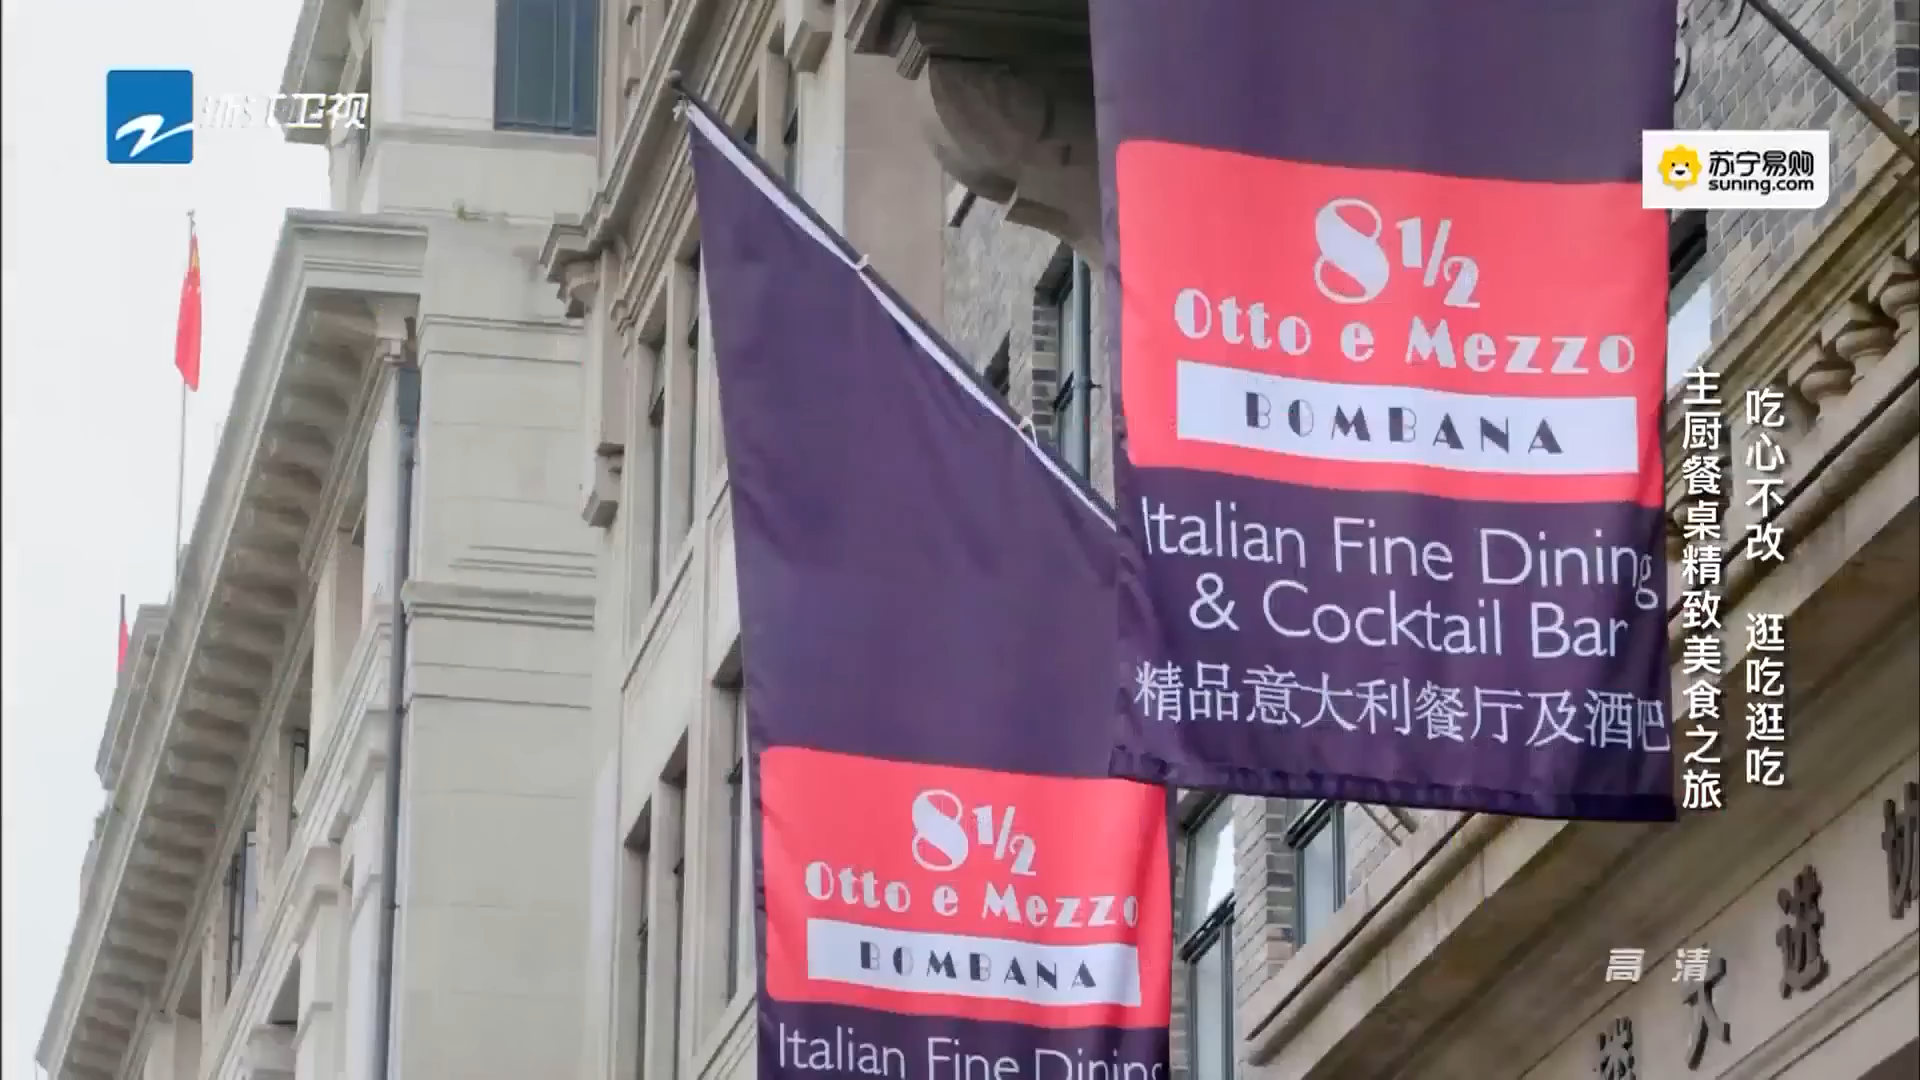 浙江卫视
苏宁易购
suning.com
8½
Otto e Mezzo
BOMBANA
Italian Fine Dining
& Cocktail Bar
精品意大利餐厅及酒吧
8½
Otto e Mezzo
BOMBANA
Italian Fine Dining
吃心不改 逛吃逛吃
主厨餐桌精致美食之旅
高清